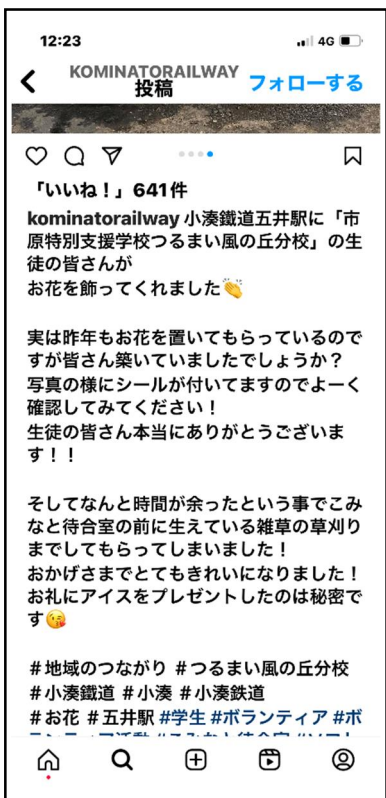 12:23
4G
KOMINATORAILWAY
投稿
フォローする
「いいね！」641件
kominatorailway 小湊鐵道五井駅に「市
原特別支援学校つるまい風の丘分校」の生
徒の皆さんが
お花を飾ってくれました👏
実は昨年もお花を置いてもらっているので
すが皆さん築いていましたでしょうか？
写真の様にシールが付いてますのでよーく
確認してみてください！
生徒の皆さん本当にありがとうございま
す！！
そしてなんと時間が余ったという事でこみ
なと待合室の前に生えている雑草の草刈り
までしてもらってしまいました！
おかげさまでとてもきれいになりました！
お礼にアイスをプレゼントしたのは秘密で
す😘
＃地域のつながり ＃つるまい風の丘分校
＃小湊鐵道 ＃小湊 ＃小湊鉄道
＃お花 ＃五井駅 #学生 #ボランティア #ボ